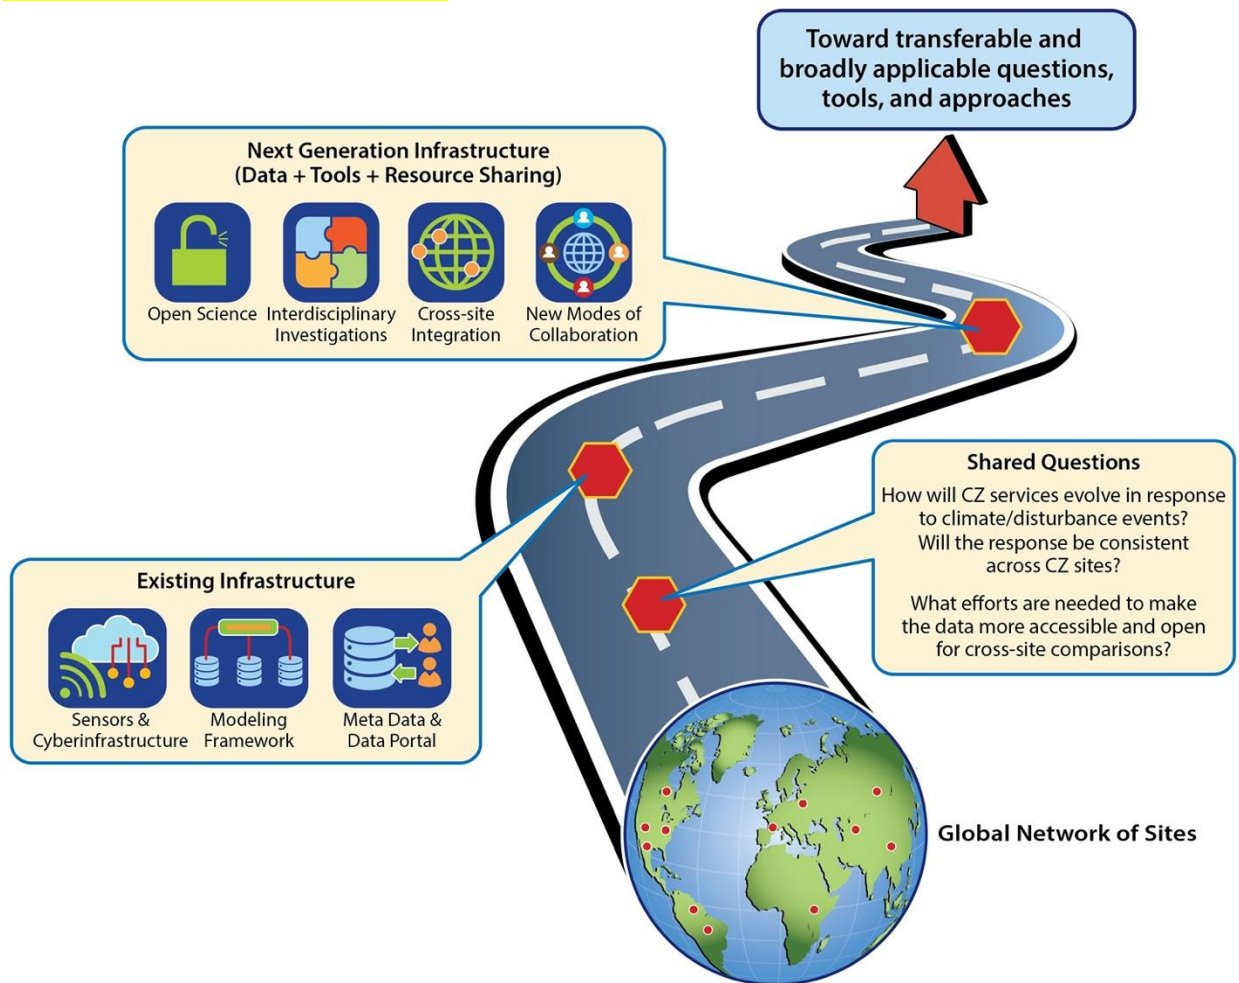 Toward transferable and
broadly applicable questions,
tools, and approaches
Next Generation Infrastructure
(Data + Tools + Resource Sharing)
Open Science
Interdisciplinary
Investigations
Cross-site
Integration
New Modes of
Collaboration
Shared Questions
How will CZ services evolve in response
to climate/disturbance events?
Will the response be consistent
across CZ sites?
What efforts are needed to make
the data more accessible and open
for cross-site comparisons?
Existing Infrastructure
Sensors &
Cyberinfrastructure
Modeling
Framework
Meta Data &
Data Portal
Global Network of Sites